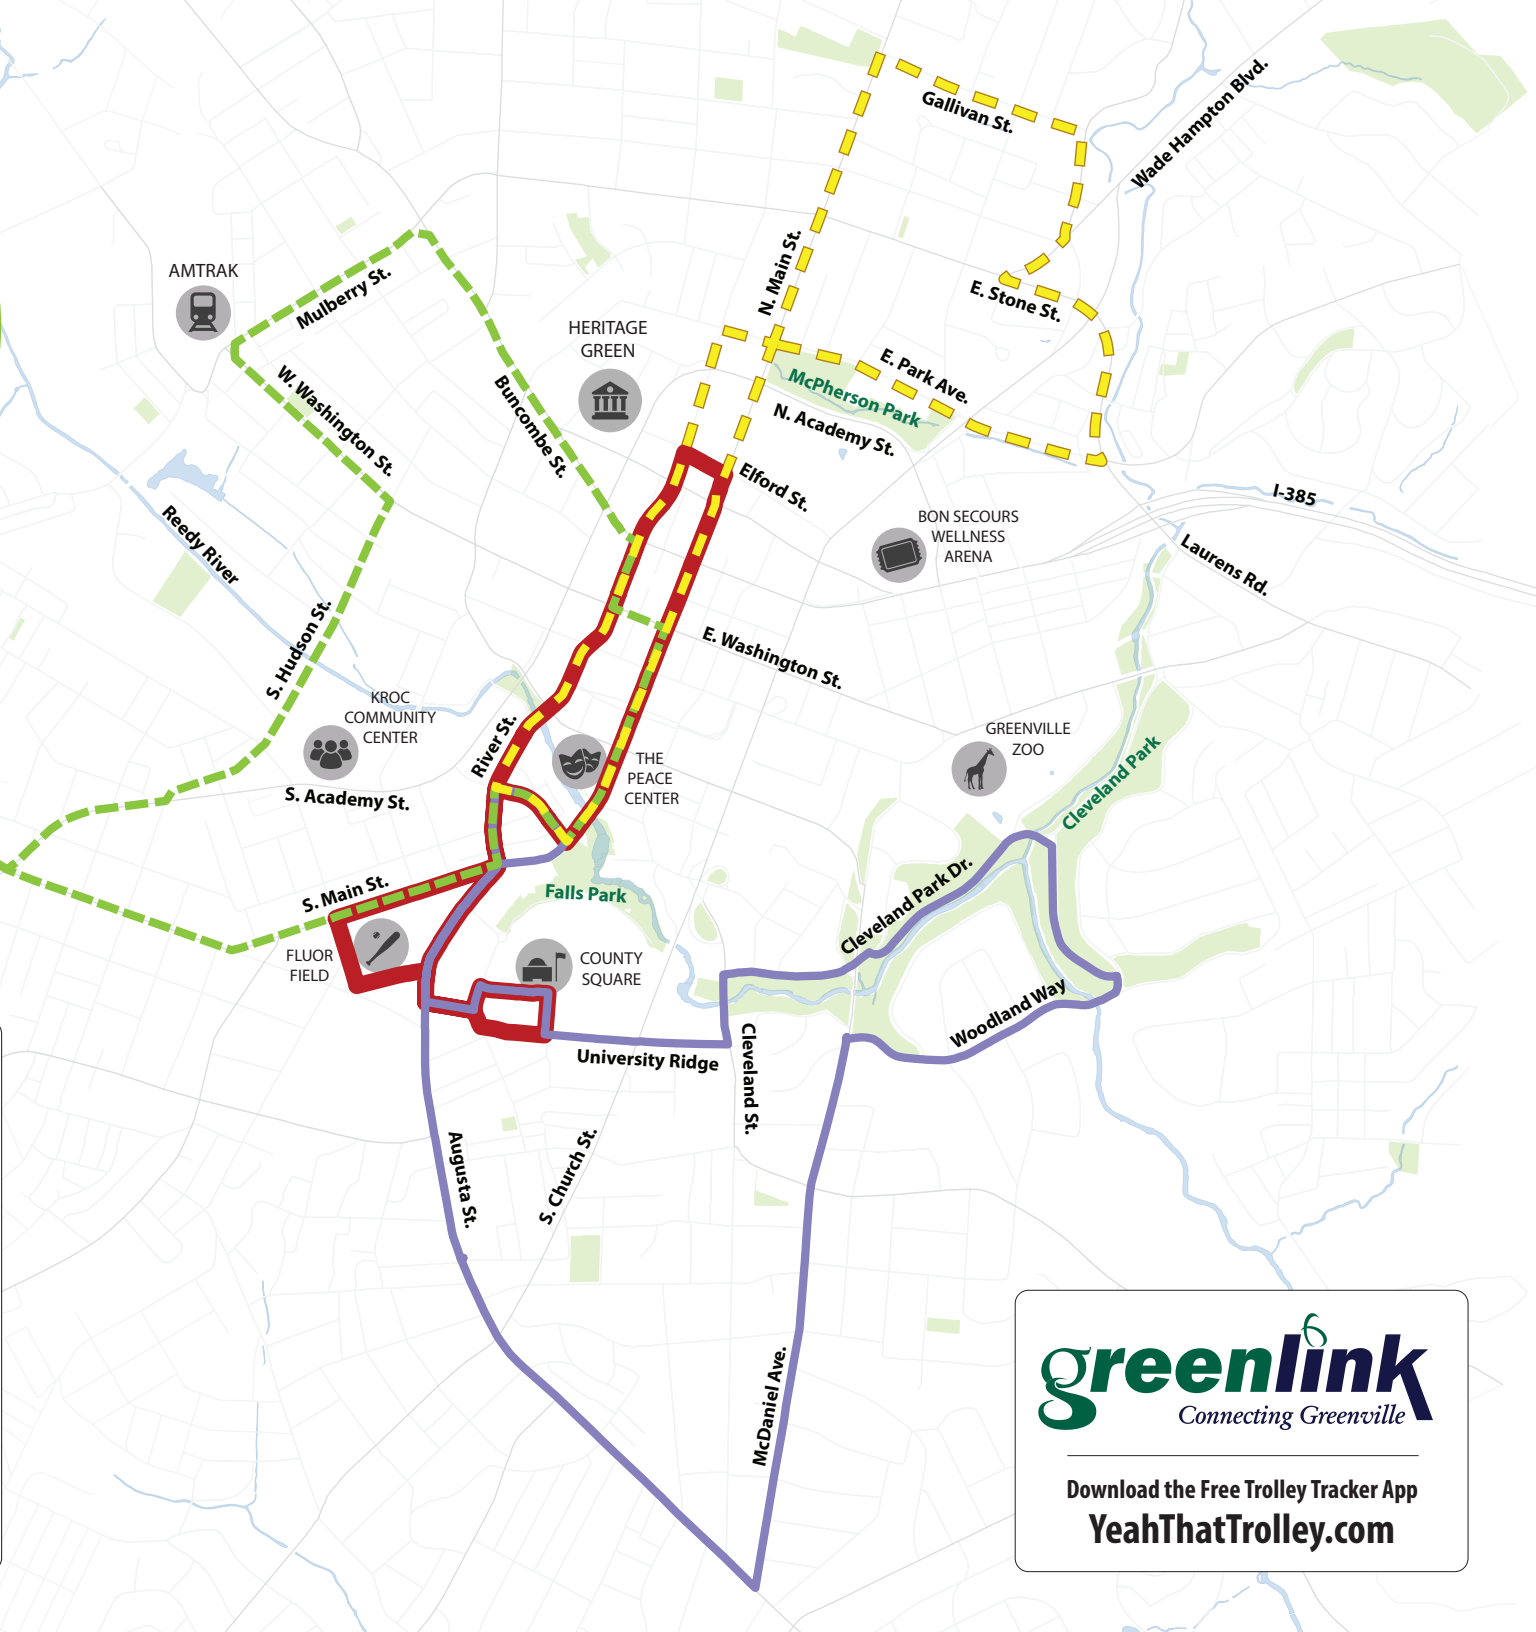 Gallivan St.
Wade Hampton Blvd.
N. Main St.
AMTRAK
Mulberry St.
E. Stone St.
HERITAGE
GREEN
E. Park Ave.
McPherson Park
W. Washington St.
Buncombe St.
N. Academy St.
Elford St.
I-385
BON SECOURS
WELLNESS
ARENA
Reedy River
Laurens Rd.
S. Hudson St.
E. Washington St.
KROC
COMMUNITY
CENTER
River St.
GREENVILLE
ZOO
THE
PEACE
CENTER
Cleveland Park
S. Academy St.
S. Main St.
Falls Park
Cleveland Park Dr.
FLUOR
FIELD
COUNTY
SQUARE
Woodland Way
University Ridge
Cleveland St.
Augusta St.
S. Church St.
McDaniel Ave.
greenlink
Connecting Greenville
Download the Free Trolley Tracker App
YeahThatTrolley.com